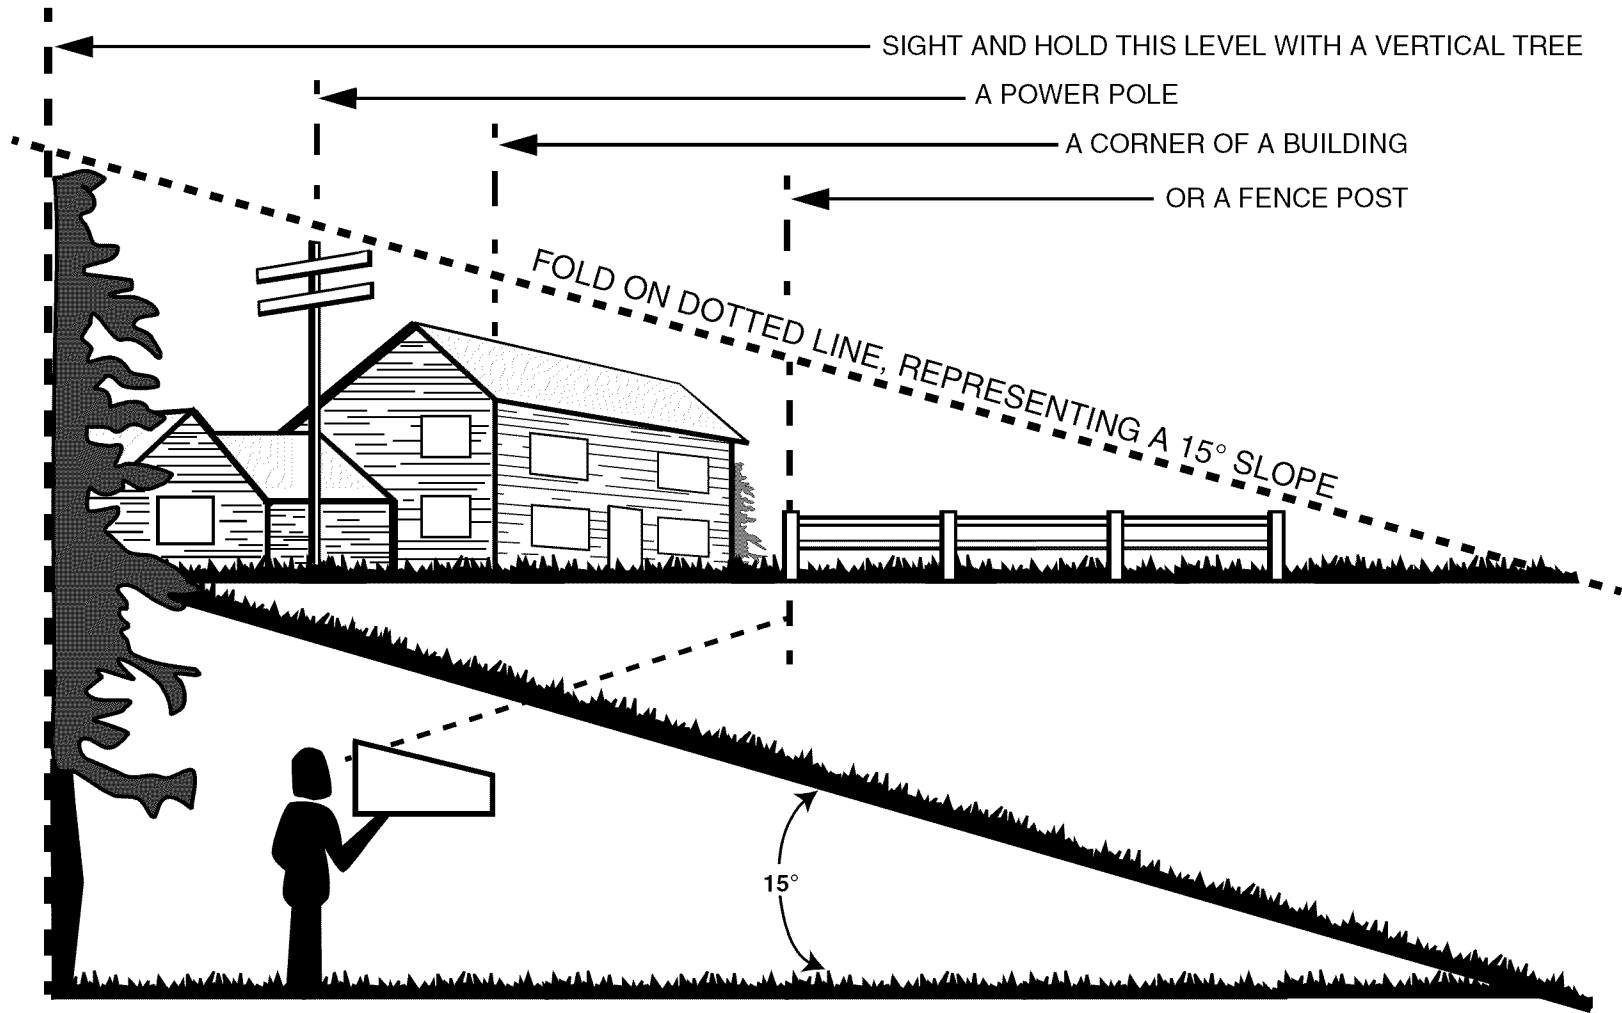 SIGHT AND HOLD THIS LEVEL WITH A VERTICAL TREE
A POWER POLE
A CORNER OF A BUILDING
OR A FENCE POST
FOLD ON DOTTED LINE, REPRESENTING A 15° SLOPE
15°